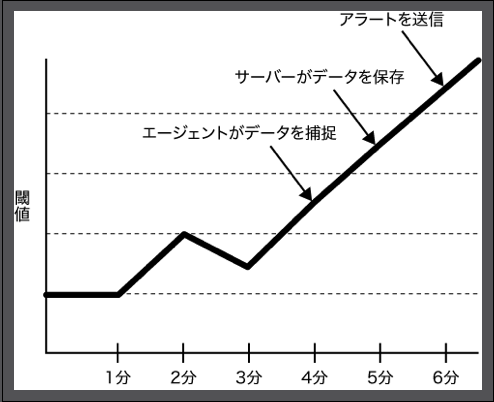 アラートを送信
サーバーがデータを保存
エージェントがデータを捕捉
閾値
1分 2分 3分 4分 5分 6分